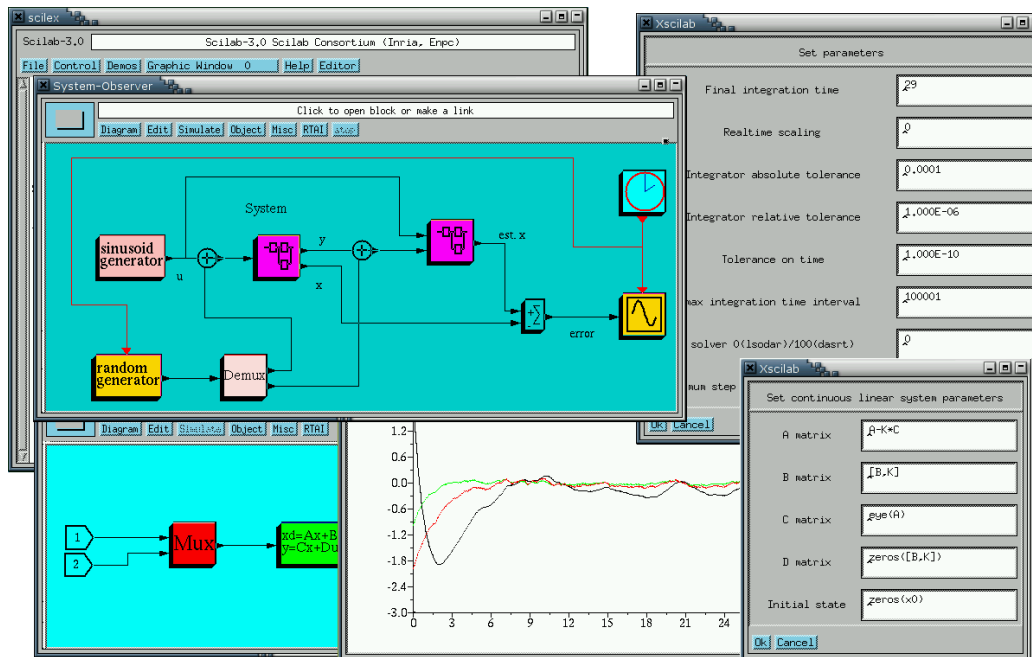 scilex
Scilab-3.0
Scilab-3.0 Scilab Consortium (Inria, Enpc)
File Control Demos Graphic Window 0 Help Editor
System-Observer
Click to open block or make a link
Diagram Edit Simulate Object Misc RTAI stop
System
sinusoid
generator
u
y
x
est. x
+
-
Σ
error
random
generator
Demux
Xscilab
Set parameters
Final integration time
29
Realtime scaling
0
Integrator absolute tolerance
0.0001
Integrator relative tolerance
1.000E-06
Tolerance on time
1.000E-10
max integration time interval
100001
solver 0(lsodar)/100(dasrt)
0
mum step
Ok Cancel
Diagram Edit Simulate Object Misc RTAI
1
2
Mux
xd=Ax+B
y=Cx+Du
1.2
0.6
-0.0
-0.6
-1.2
-1.8
-2.4
-3.0
0 3 6 9 12 15 18 21 24
Xscilab
Set continuous linear system parameters
A matrix
A-K*C
B matrix
[B,K]
C matrix
eye(A)
D matrix
zeros([B,K])
Initial state
zeros(x0)
Ok Cancel